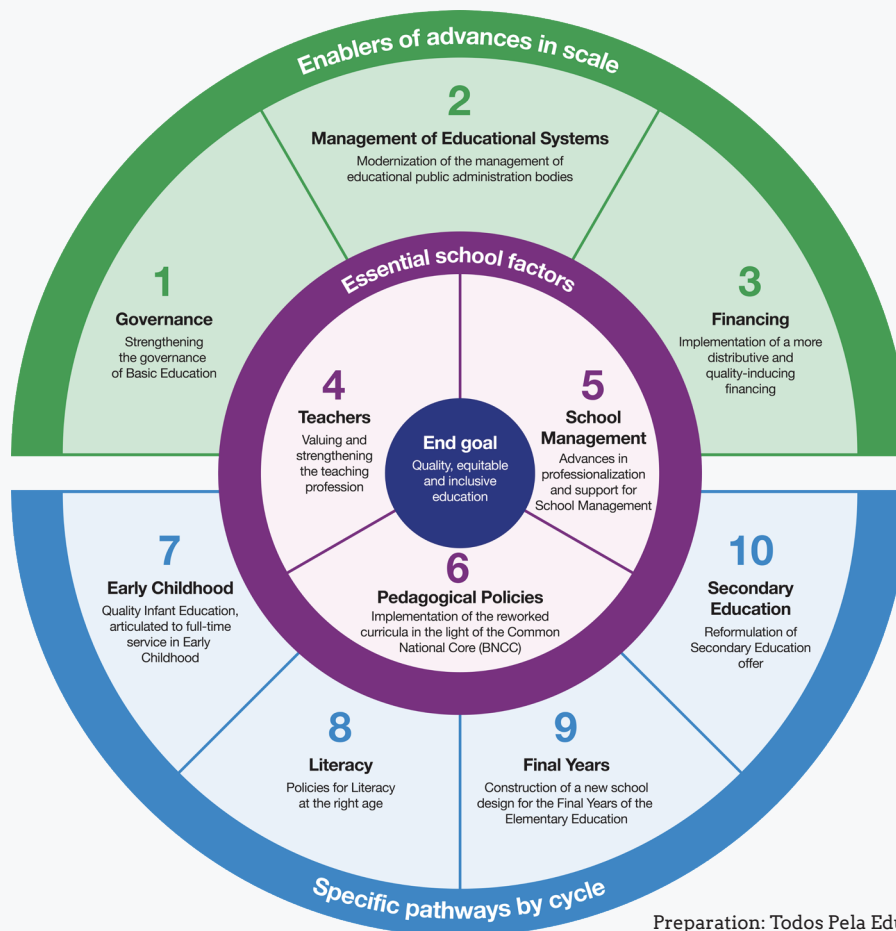 Enablers of advances in scale
2
Management of Educational Systems
Modernization of the management of
educational public administration bodies
1
Governance
Strengthening
the governance
of Basic Education
3
Financing
Implementation of a more
distributive and
quality-inducing
financing
Essential school factors
4
Teachers
Valuing and
strengthening
the teaching
profession
5
School
Management
Advances in
professionalization
and support for
School Management
End goal
Quality, equitable
and inclusive
education
6
Pedagogical Policies
Implementation of the reworked
curricula in the light of the Common
National Core (BNCC)
7
Early Childhood
Quality Infant Education,
articulated to full-time
service in Early
Childhood
8
Literacy
Policies for Literacy
at the right age
9
Final Years
Construction of a new school
design for the Final Years of the
Elementary Education
10
Secondary
Education
Reformulation of
Secondary Education
offer
Specific pathways by cycle
Preparation: Todos Pela Edu